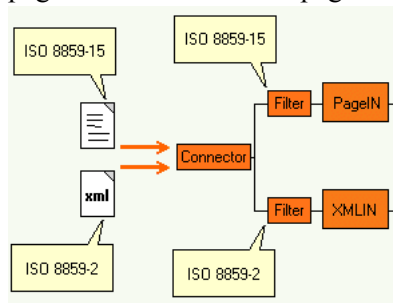 ISO 8859-15
ISO 8859-15
Filter
PageIN
Connector
xml
Filter
XMLIN
ISO 8859-2
ISO 8859-2